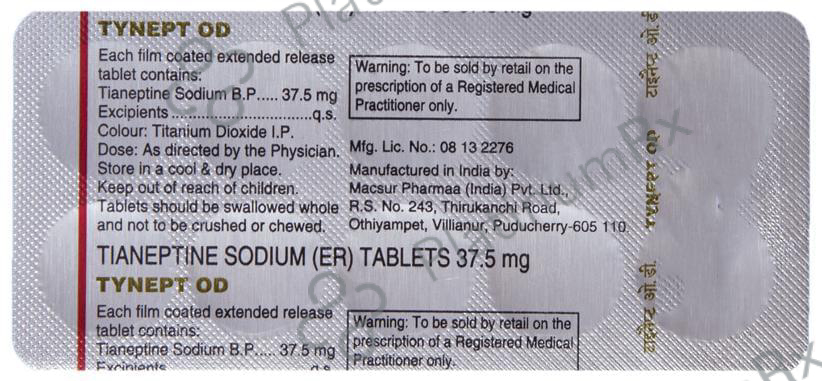 TYNEPT OD
Each film coated extended release
tablet contains:
Tianeptine Sodium B.P..... 37.5 mg
Excipients ..............................q.s.
Colour: Titanium Dioxide I.P.
Dose: As directed by the Physician.
Store in a cool & dry place.
Keep out of reach of children.
Tablets should be swallowed whole
and not to be crushed or chewed.
Warning: To be sold by retail on the
prescription of a Registered Medical
Practitioner only.
Mfg. Lic. No.: 08 13 2276
Manufactured in India by:
Macsur Pharmaa (India) Pvt. Ltd.,
R.S. No. 243, Thirukanchi Road,
Othiyampet, Villianur, Puducherry-605 110.
TIANEPTINE SODIUM (ER) TABLETS 37.5 mg
TYNEPT OD
Each film coated extended release
tablet contains:
Tianeptine Sodium B.P..... 37.5 mg
Excipients q.s.
Warning: To be sold by retail on the
prescription of a Registered Medical
Practitioner only.
टाइनैप्ट ओ.डी.
TYNEPT OD
टाइनैप्ट ओ.डी.
PlatinumRx